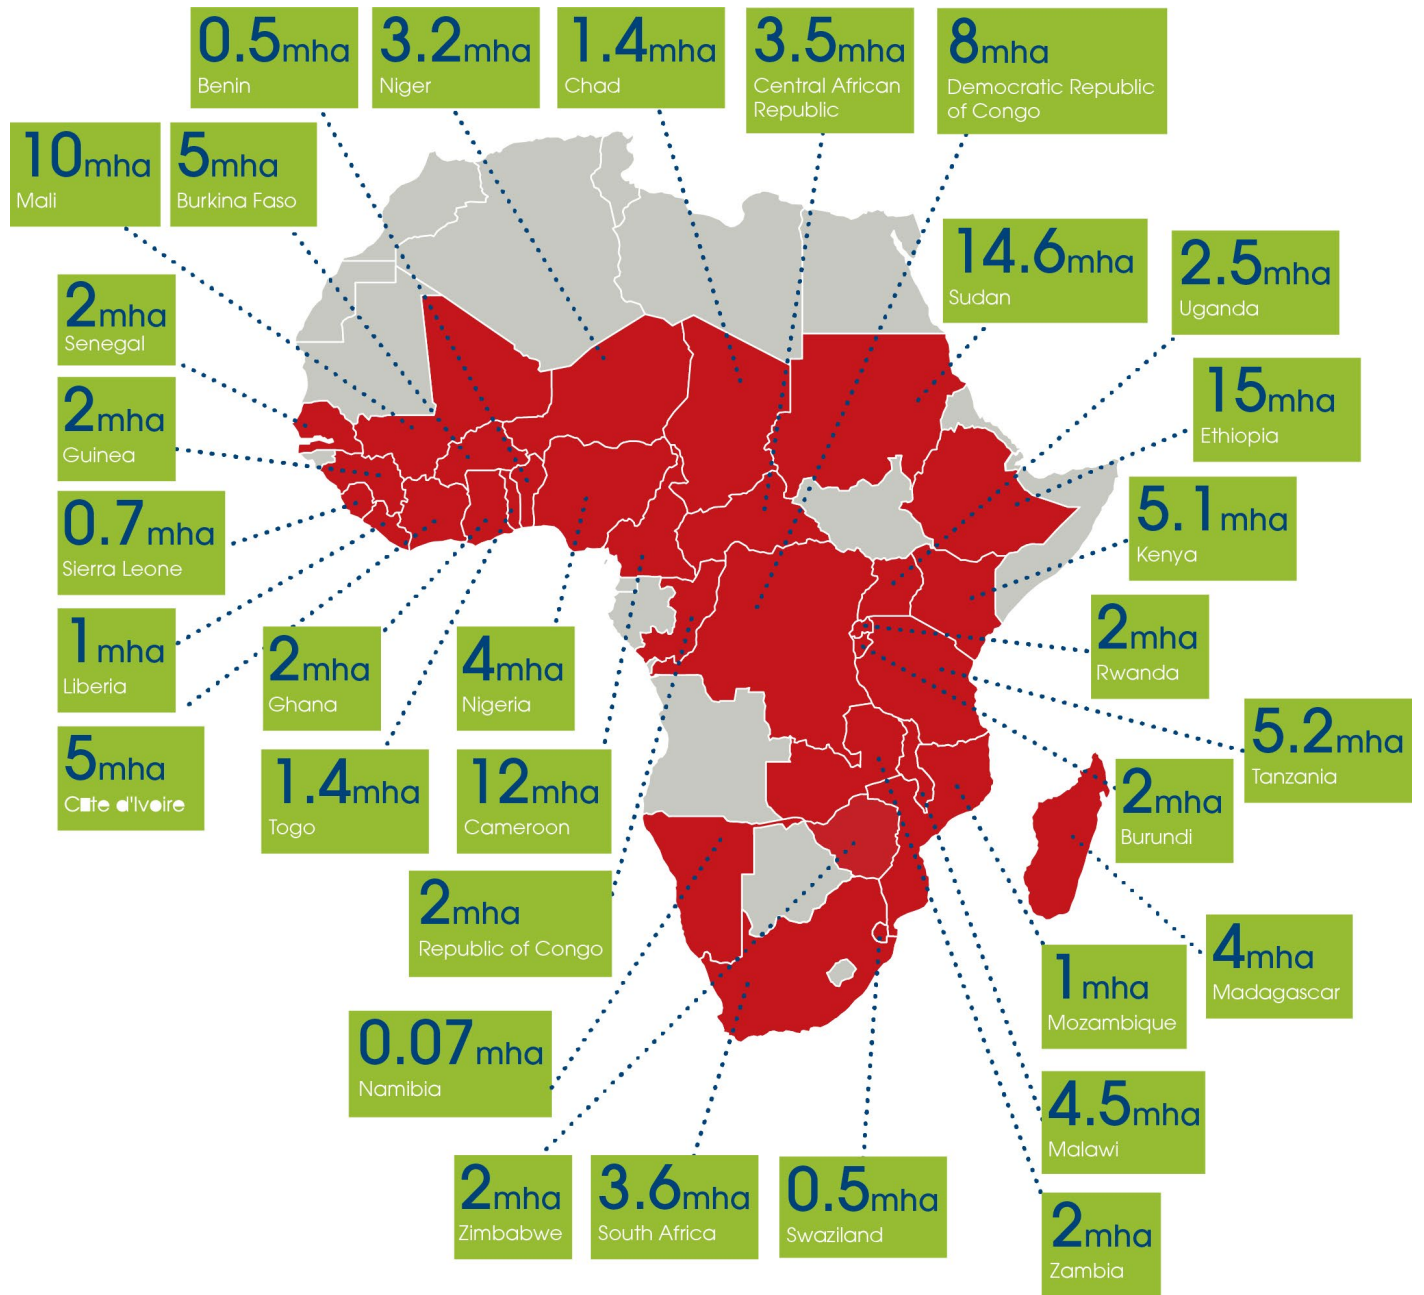 0.5mha
Benin
3.2mha
Niger
1.4mha
Chad
3.5mha
Central African
Republic
8mha
Democratic Republic
of Congo
10mha
Mali
5mha
Burkina Faso
14.6mha
Sudan
2.5mha
Uganda
2mha
Senegal
15mha
Ethiopia
2mha
Guinea
5.1mha
Kenya
0.7mha
Sierra Leone
2mha
Rwanda
1mha
Liberia
2mha
Ghana
4mha
Nigeria
5.2mha
Tanzania
5mha
d'Ivoire
1.4mha
Togo
12mha
Cameroon
2mha
Burundi
2mha
Republic of Congo
4mha
Madagascar
1mha
Mozambique
0.07mha
Namibia
4.5mha
Malawi
2mha
Zimbabwe
3.6mha
South Africa
0.5mha
Swaziland
2mha
Zambia